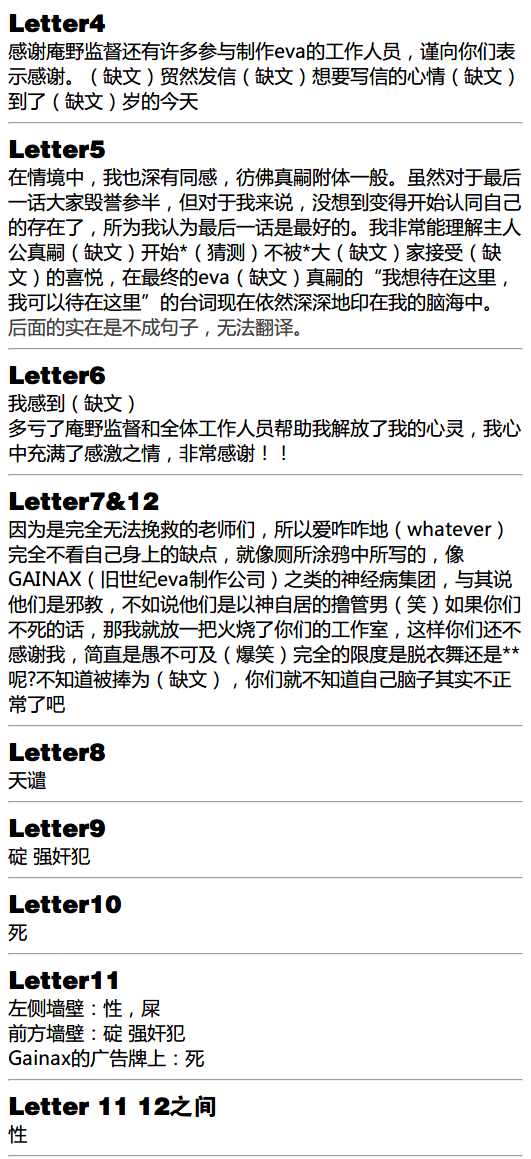 Letter4
感谢庵野监督还有许多参与制作eva的工作人员，谨向你们表
示感谢。（缺文）贸然发信（缺文）想要写信的心情（缺文）
到了（缺文）岁的今天
Letter5
在情境中，我也深有同感，彷佛真嗣附体一般。虽然对于最后
一话大家毁誉参半，但对于我来说，没想到变得开始认同自己
的存在了，所为我认为最后一话是最好的。我非常能理解主人
公真嗣（缺文）开始*（猜测）不被*大（缺文）家接受（缺
文）的喜悦，在最终的eva（缺文）真嗣的“我想待在这里，
我可以待在这里”的台词现在依然深深地印在我的脑海中。
后面的实在是不成句子，无法翻译。
Letter6
我感到（缺文）
多亏了庵野监督和全体工作人员帮助我解放了我的心灵，我心
中充满了感激之情，非常感谢！！
Letter7&12
因为是完全无法挽救的老师们，所以爱咋咋地（whatever）
完全不看自己身上的缺点，就像厕所涂鸦中所写的，像
GAINAX（旧世纪eva制作公司）之类的神经病集团，与其说
他们是邪教，不如说他们是以神自居的撸管男（笑）如果你们
不死的话，那我就放一把火烧了你们的工作室，这样你们还不
感谢我，简直是愚不可及（爆笑）完全的限度是脱衣舞还是**
呢?不知道被捧为（缺文），你们就不知道自己脑子其实不正
常了吧
Letter8
天谴
Letter9
碇 强奸犯
Letter10
死
Letter11
左侧墙壁：性，屎
前方墙壁：碇 强奸犯
Gainax的广告牌上：死
Letter 11 12之间
性